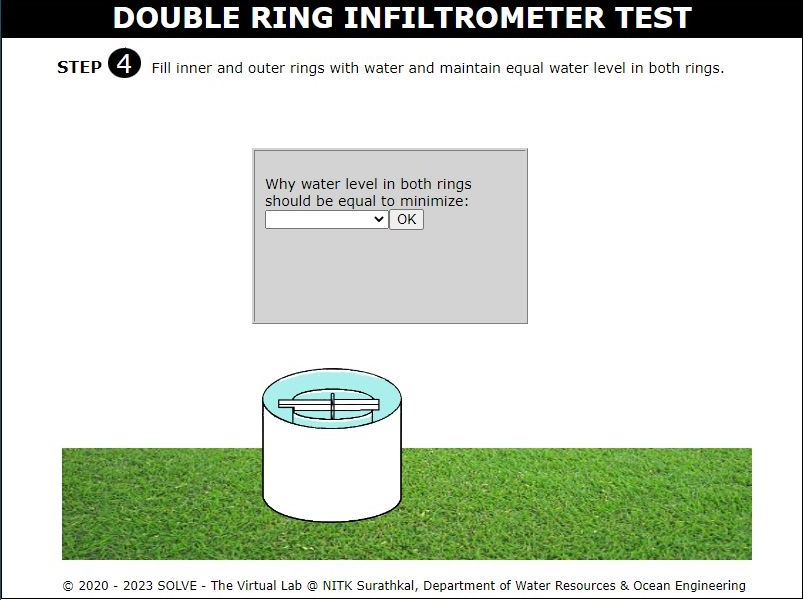 DOUBLE RING INFILTROMETER TEST
STEP 4 Fill inner and outer rings with water and maintain equal water level in both rings.
Why water level in both rings
should be equal to minimize:
OK
© 2020 - 2023 SOLVE - The Virtual Lab @ NITK Surathkal, Department of Water Resources & Ocean Engineering